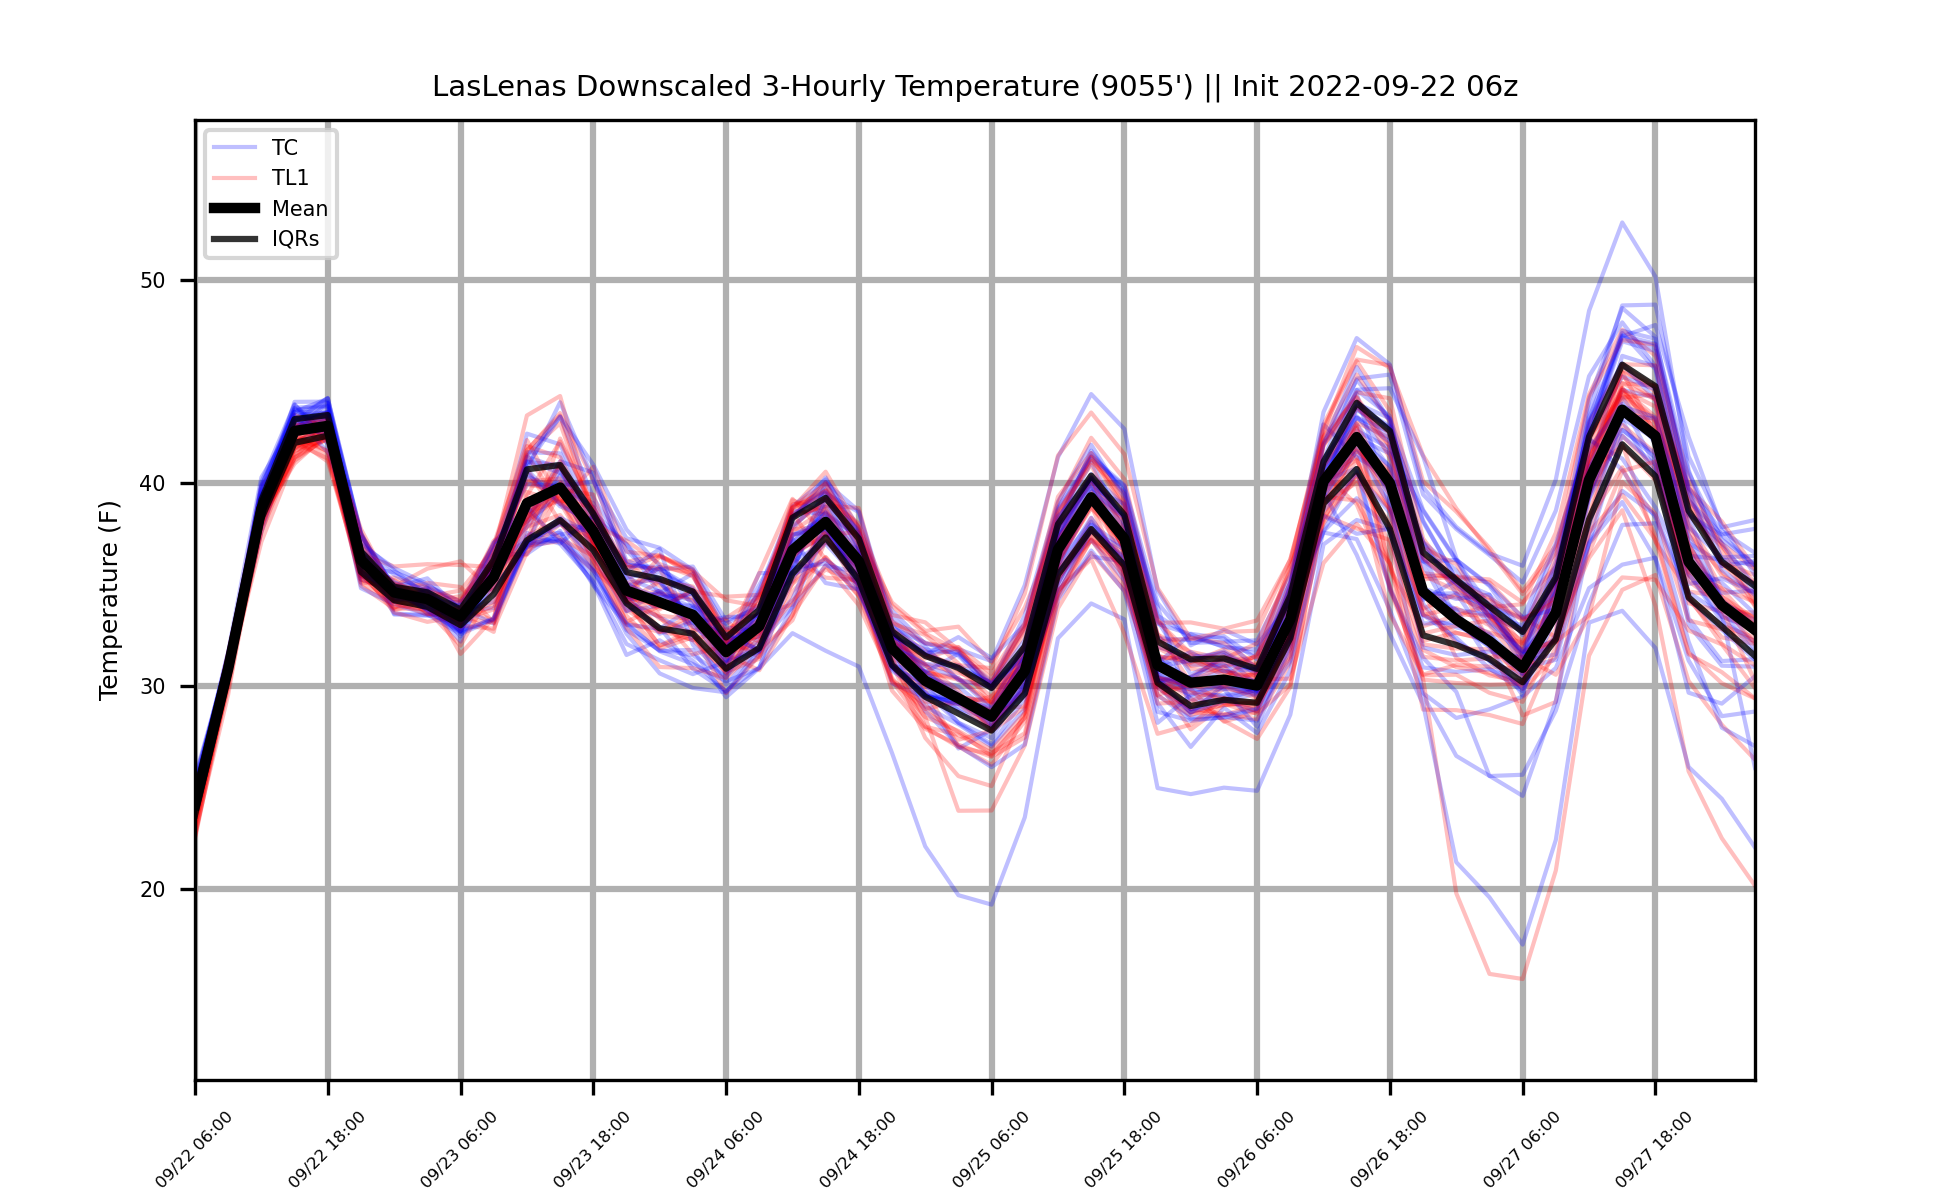 LasLenas Downscaled 3-Hourly Temperature (9055') || Init 2022-09-22 06z
TC
TL1
Mean
IQRs
Temperature (F)
50
40
30
20
09/22 06:00
09/22 18:00
09/23 06:00
09/23 18:00
09/24 06:00
09/24 18:00
09/25 06:00
09/25 18:00
09/26 06:00
09/26 18:00
09/27 06:00
09/27 18:00